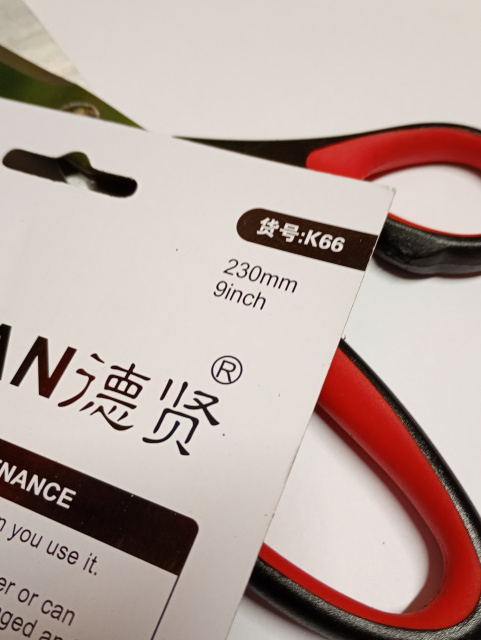 货号:K66
230mm
9inch
AN德贤®
NANCE
you use it.
er or can